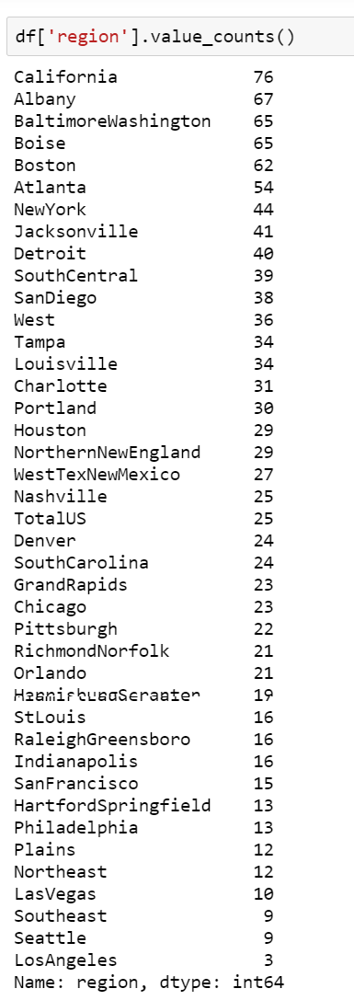 df['region'].value_counts()
California 76
Albany 67
BaltimoreWashington 65
Boise 65
Boston 62
Atlanta 54
NewYork 44
Jacksonville 41
Detroit 40
SouthCentral 39
SanDiego 38
West 36
Tampa 34
Louisville 34
Charlotte 31
Portland 30
Houston 29
NorthernNewEngland 29
WestTexNewMexico 27
Nashville 25
TotalUS 25
Denver 24
SouthCarolina 24
GrandRapids 23
Chicago 23
Pittsburgh 22
RichmondNorfolk 21
Orlando 21
19
StLouis 16
RaleighGreensboro 16
Indianapolis 16
SanFrancisco 15
HartfordSpringfield 13
Philadelphia 13
Plains 12
Northeast 12
LasVegas 10
Southeast 9
Seattle 9
LosAngeles 3
Name: region, dtype: int64